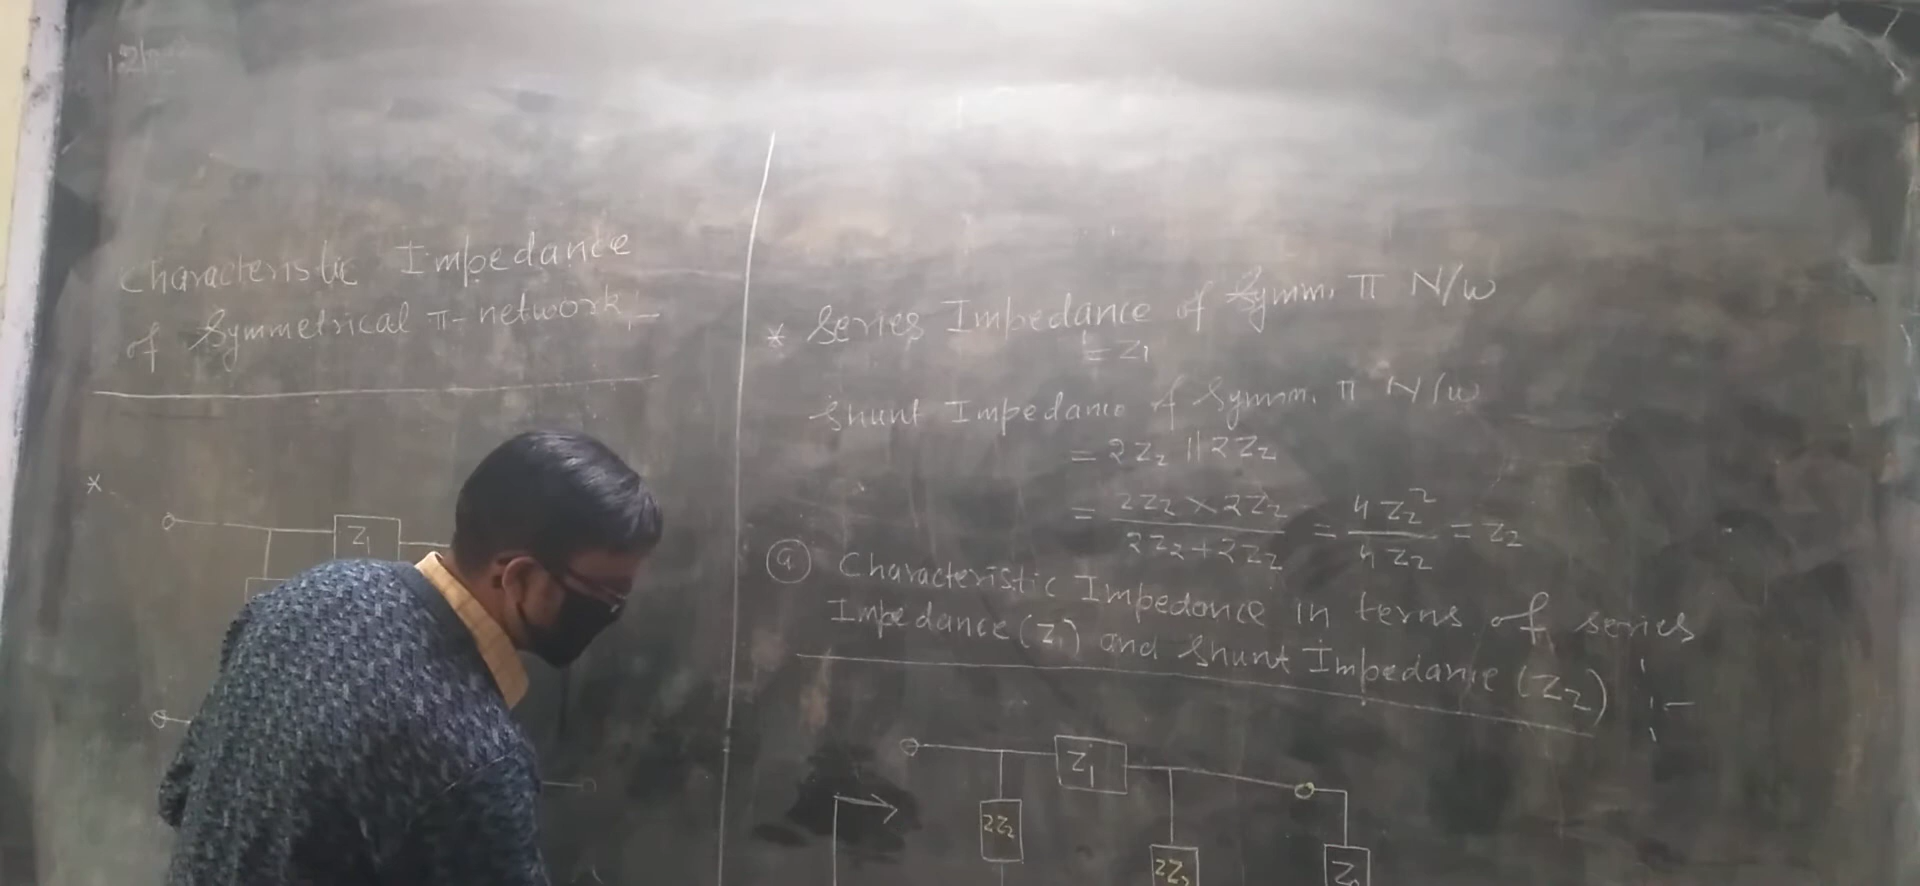 Characteristic Impedance
of Symmetrical π-network:-
*
Z1
* Series Impedance of Symm. π N/w
= Z1
Shunt Impedance of Symm. π N/w
= 2Z2 || 2Z2
= 2Z2 × 2Z2 / 2Z2 + 2Z2 = 4Z2² / 4Z2 = Z2
(a) Characteristic Impedance in terms of series
Impedance (Z1) and Shunt Impedance (Z2) :-
Z1
2Z2
2Z2